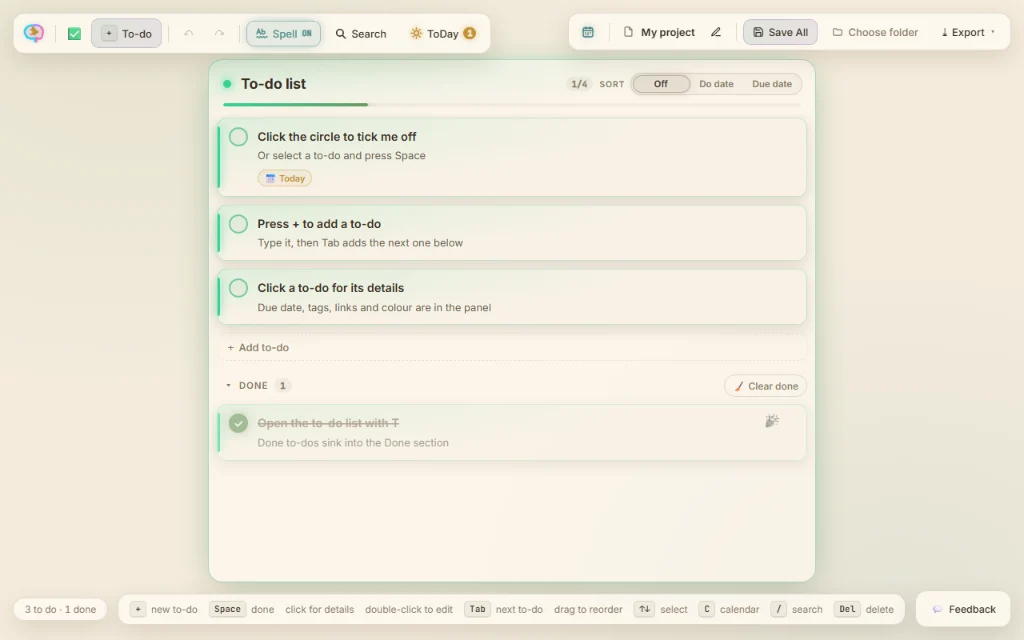 + To-do
Ab Spell ON
Search
ToDay 1
My project
Save All
Choose folder
Export
To-do list
1/4 SORT Off Do date Due date
Click the circle to tick me off
Or select a to-do and press Space
Today
Press + to add a to-do
Type it, then Tab adds the next one below
Click a to-do for its details
Due date, tags, links and colour are in the panel
+ Add to-do
DONE 1
Clear done
Open the to-do list with T
Done to-dos sink into the Done section
3 to do · 1 done
+ new to-do Space done click for details double-click to edit Tab next to-do drag to reorder ↑↓ select C calendar / search Del delete
Feedback